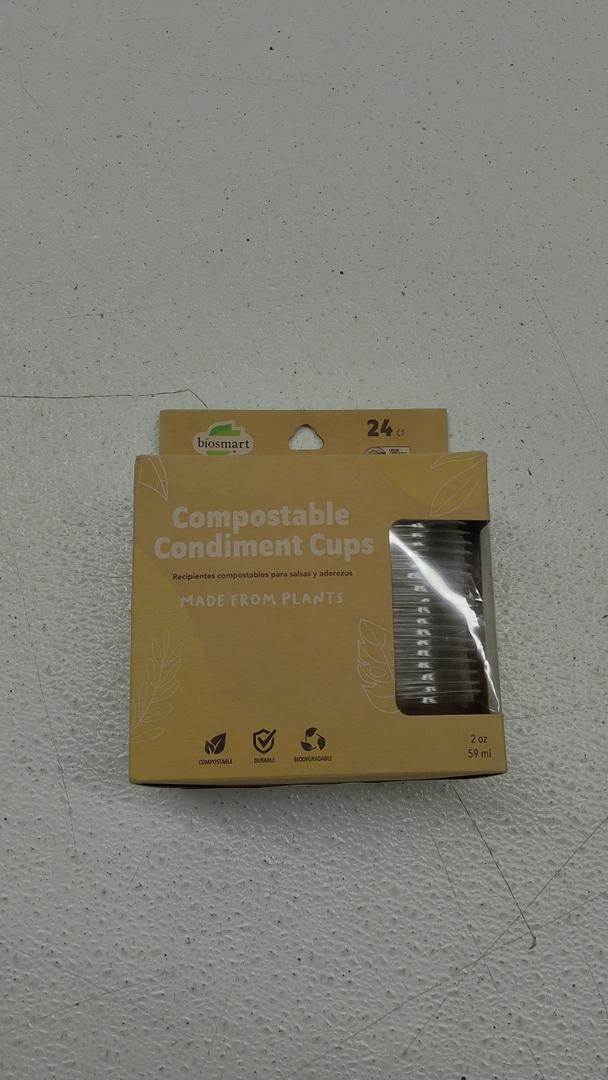 biosmart
24 CT
USDA
Compostable
Condiment Cups
Recipientes compostables para salsas y aderezos
MADE FROM PLANTS
COMPOSTABLE
DURABLE
BIODEGRADABLE
2 oz
59 ml